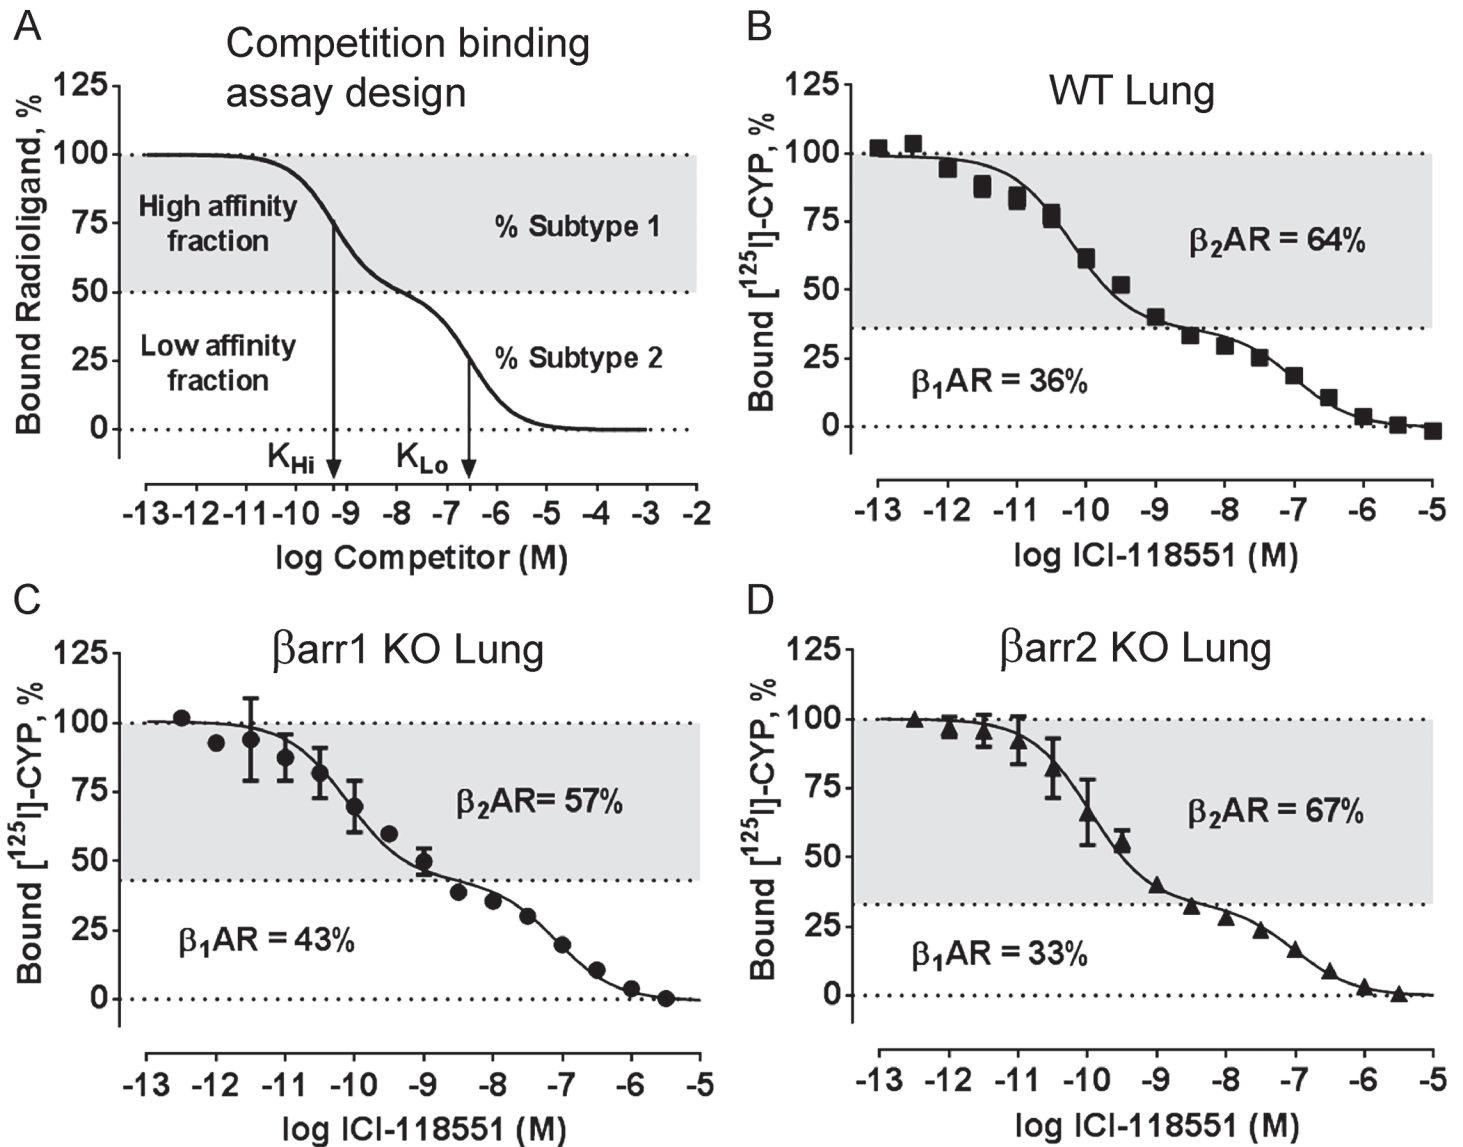 A
Competition binding
assay design
Bound Radioligand, %
125
100
75
50
25
0
High affinity
fraction
% Subtype 1
Low affinity
fraction
% Subtype 2
KHi
KLo
-13 -12 -11 -10 -9 -8 -7 -6 -5 -4 -3 -2
log Competitor (M)
B
WT Lung
Bound [125I]-CYP, %
125
100
75
50
25
0
β2AR = 64%
β1AR = 36%
-13 -12 -11 -10 -9 -8 -7 -6 -5
log ICI-118551 (M)
C
βarr1 KO Lung
Bound [125I]-CYP, %
125
100
75
50
25
0
β2AR= 57%
β1AR = 43%
-13 -12 -11 -10 -9 -8 -7 -6 -5
log ICI-118551 (M)
D
βarr2 KO Lung
Bound [125I]-CYP, %
125
100
75
50
25
0
β2AR = 67%
β1AR = 33%
-13 -12 -11 -10 -9 -8 -7 -6 -5
log ICI-118551 (M)